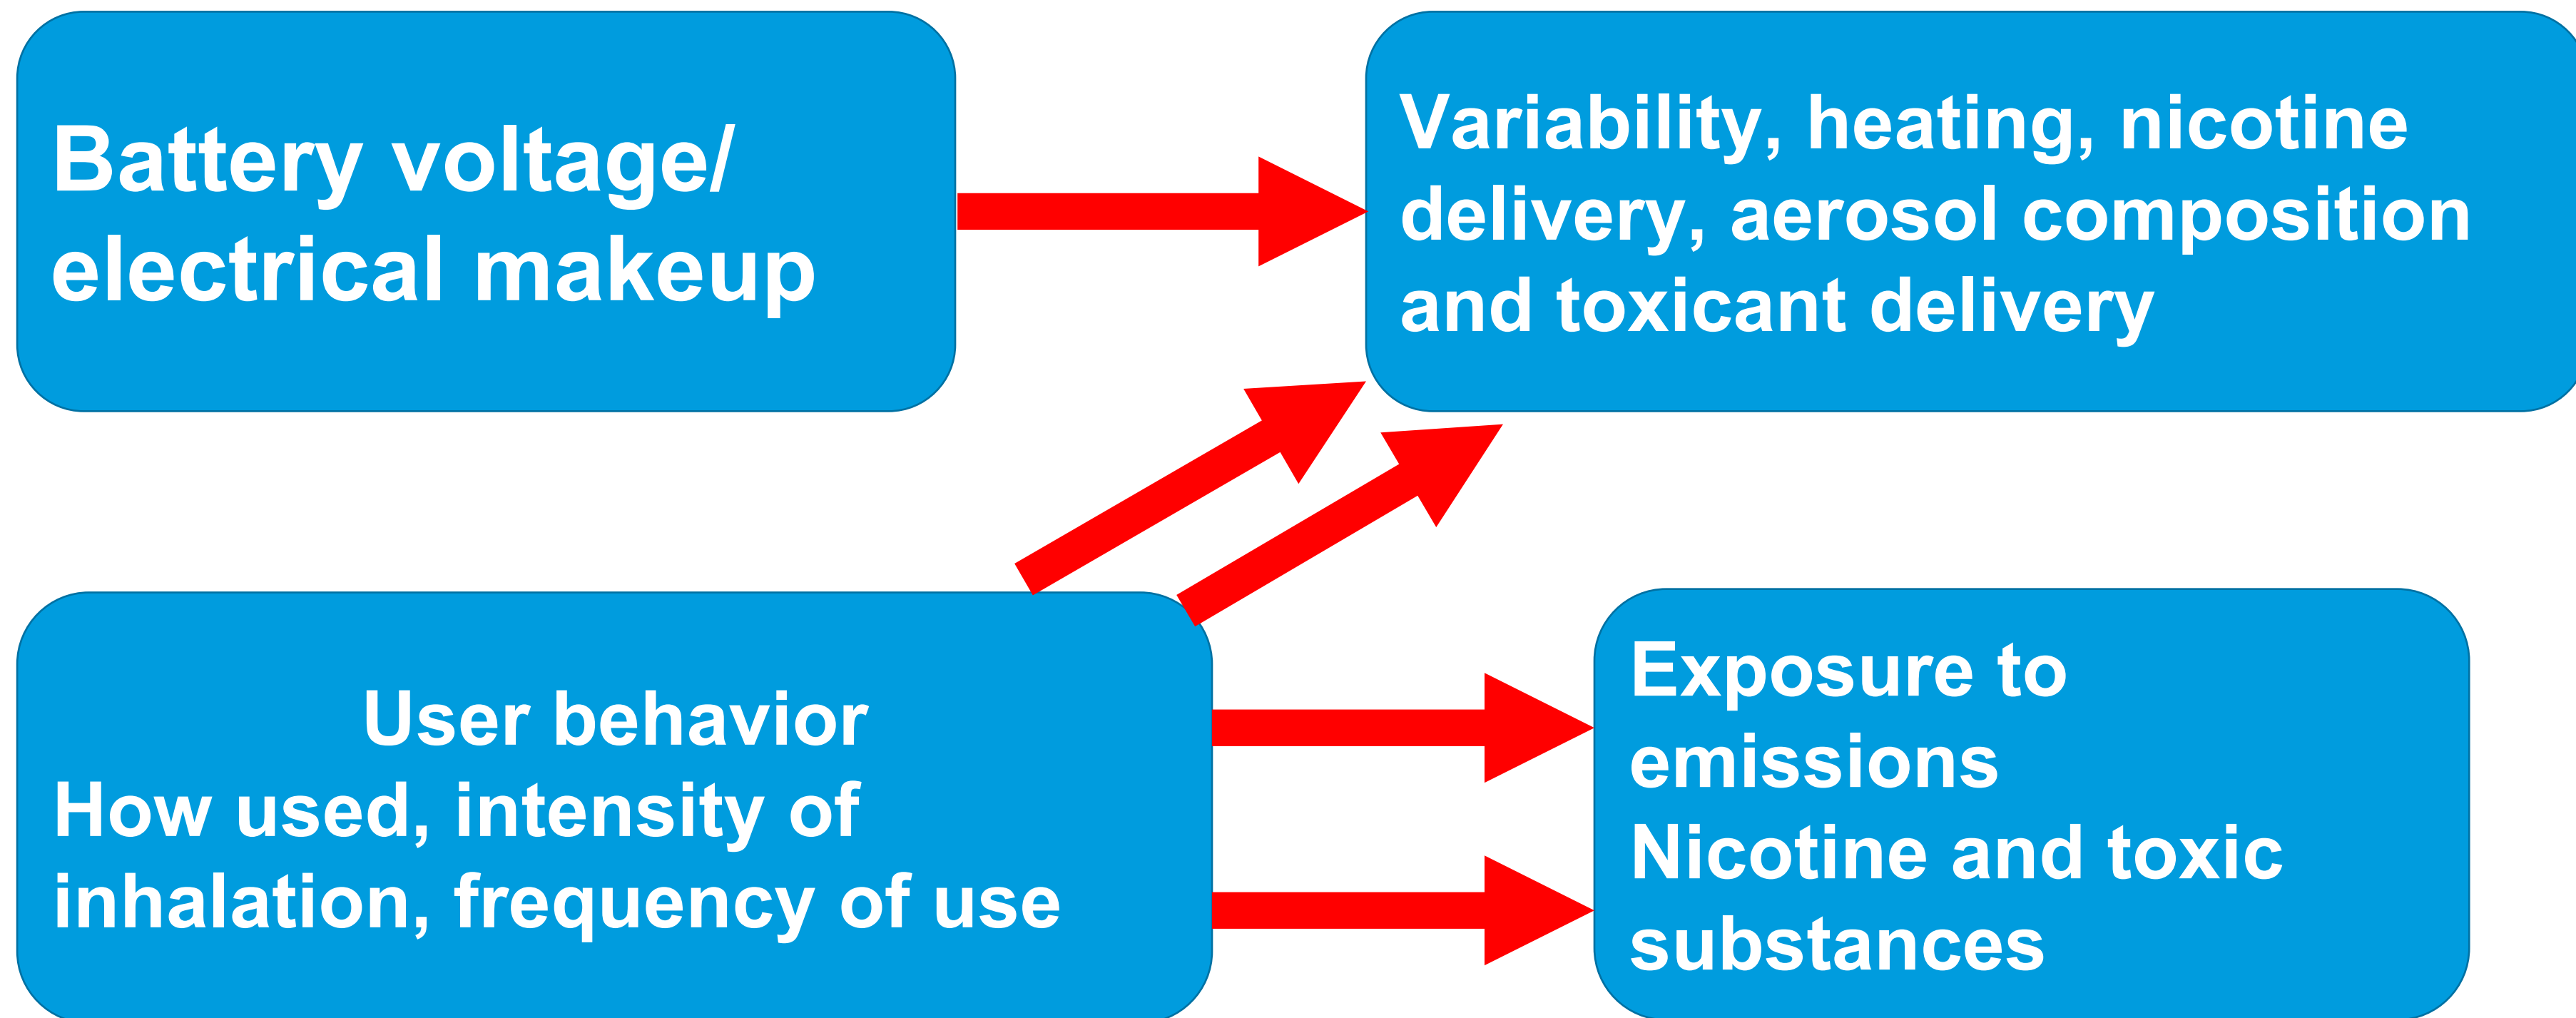 Battery voltage/
electrical makeup
Variability, heating, nicotine
delivery, aerosol composition
and toxicant delivery
User behavior
How used, intensity of
inhalation, frequency of use
Exposure to
emissions
Nicotine and toxic
substances